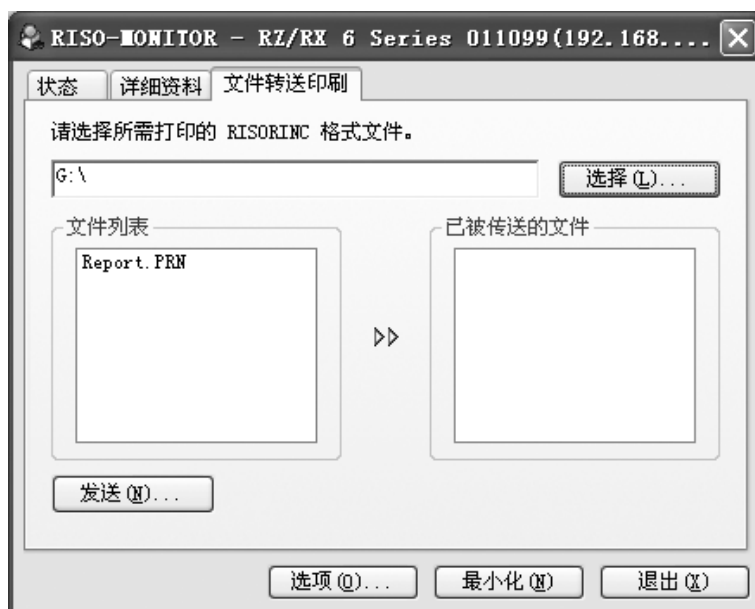 RISO-MONITOR - RZ/RX 6 Series 011099(192.168....
状态 详细资料 文件转送印刷
请选择所需打印的 RISORINC 格式文件。
G:\
选择(L)...
文件列表
Report.PRN
已被传送的文件
发送(N)...
选项(O)... 最小化(N) 退出(X)